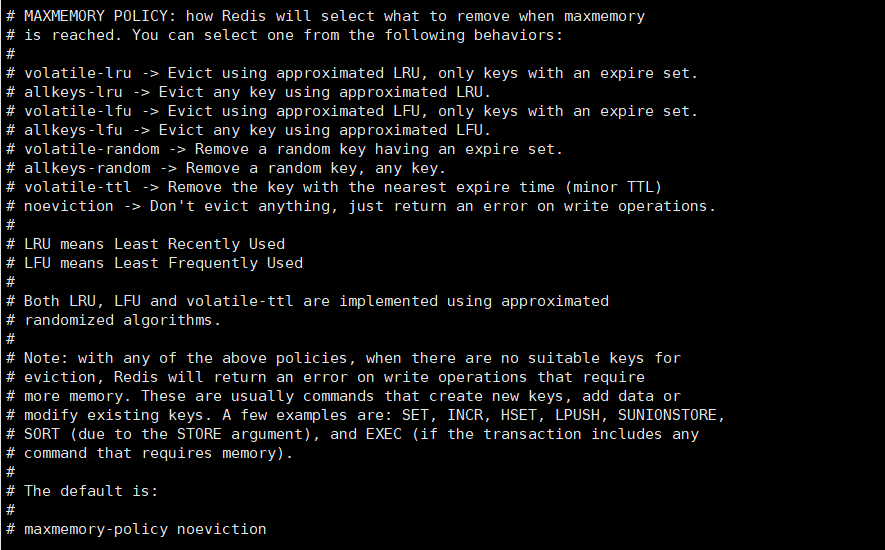 # MAXMEMORY POLICY: how Redis will select what to remove when maxmemory
# is reached. You can select one from the following behaviors:
#
# volatile-lru -> Evict using approximated LRU, only keys with an expire set.
# allkeys-lru -> Evict any key using approximated LRU.
# volatile-lfu -> Evict using approximated LFU, only keys with an expire set.
# allkeys-lfu -> Evict any key using approximated LFU.
# volatile-random -> Remove a random key having an expire set.
# allkeys-random -> Remove a random key, any key.
# volatile-ttl -> Remove the key with the nearest expire time (minor TTL)
# noeviction -> Don't evict anything, just return an error on write operations.
#
# LRU means Least Recently Used
# LFU means Least Frequently Used
#
# Both LRU, LFU and volatile-ttl are implemented using approximated
# randomized algorithms.
#
# Note: with any of the above policies, when there are no suitable keys for
# eviction, Redis will return an error on write operations that require
# more memory. These are usually commands that create new keys, add data or
# modify existing keys. A few examples are: SET, INCR, HSET, LPUSH, SUNIONSTORE,
# SORT (due to the STORE argument), and EXEC (if the transaction includes any
# command that requires memory).
#
# The default is:
#
# maxmemory-policy noeviction